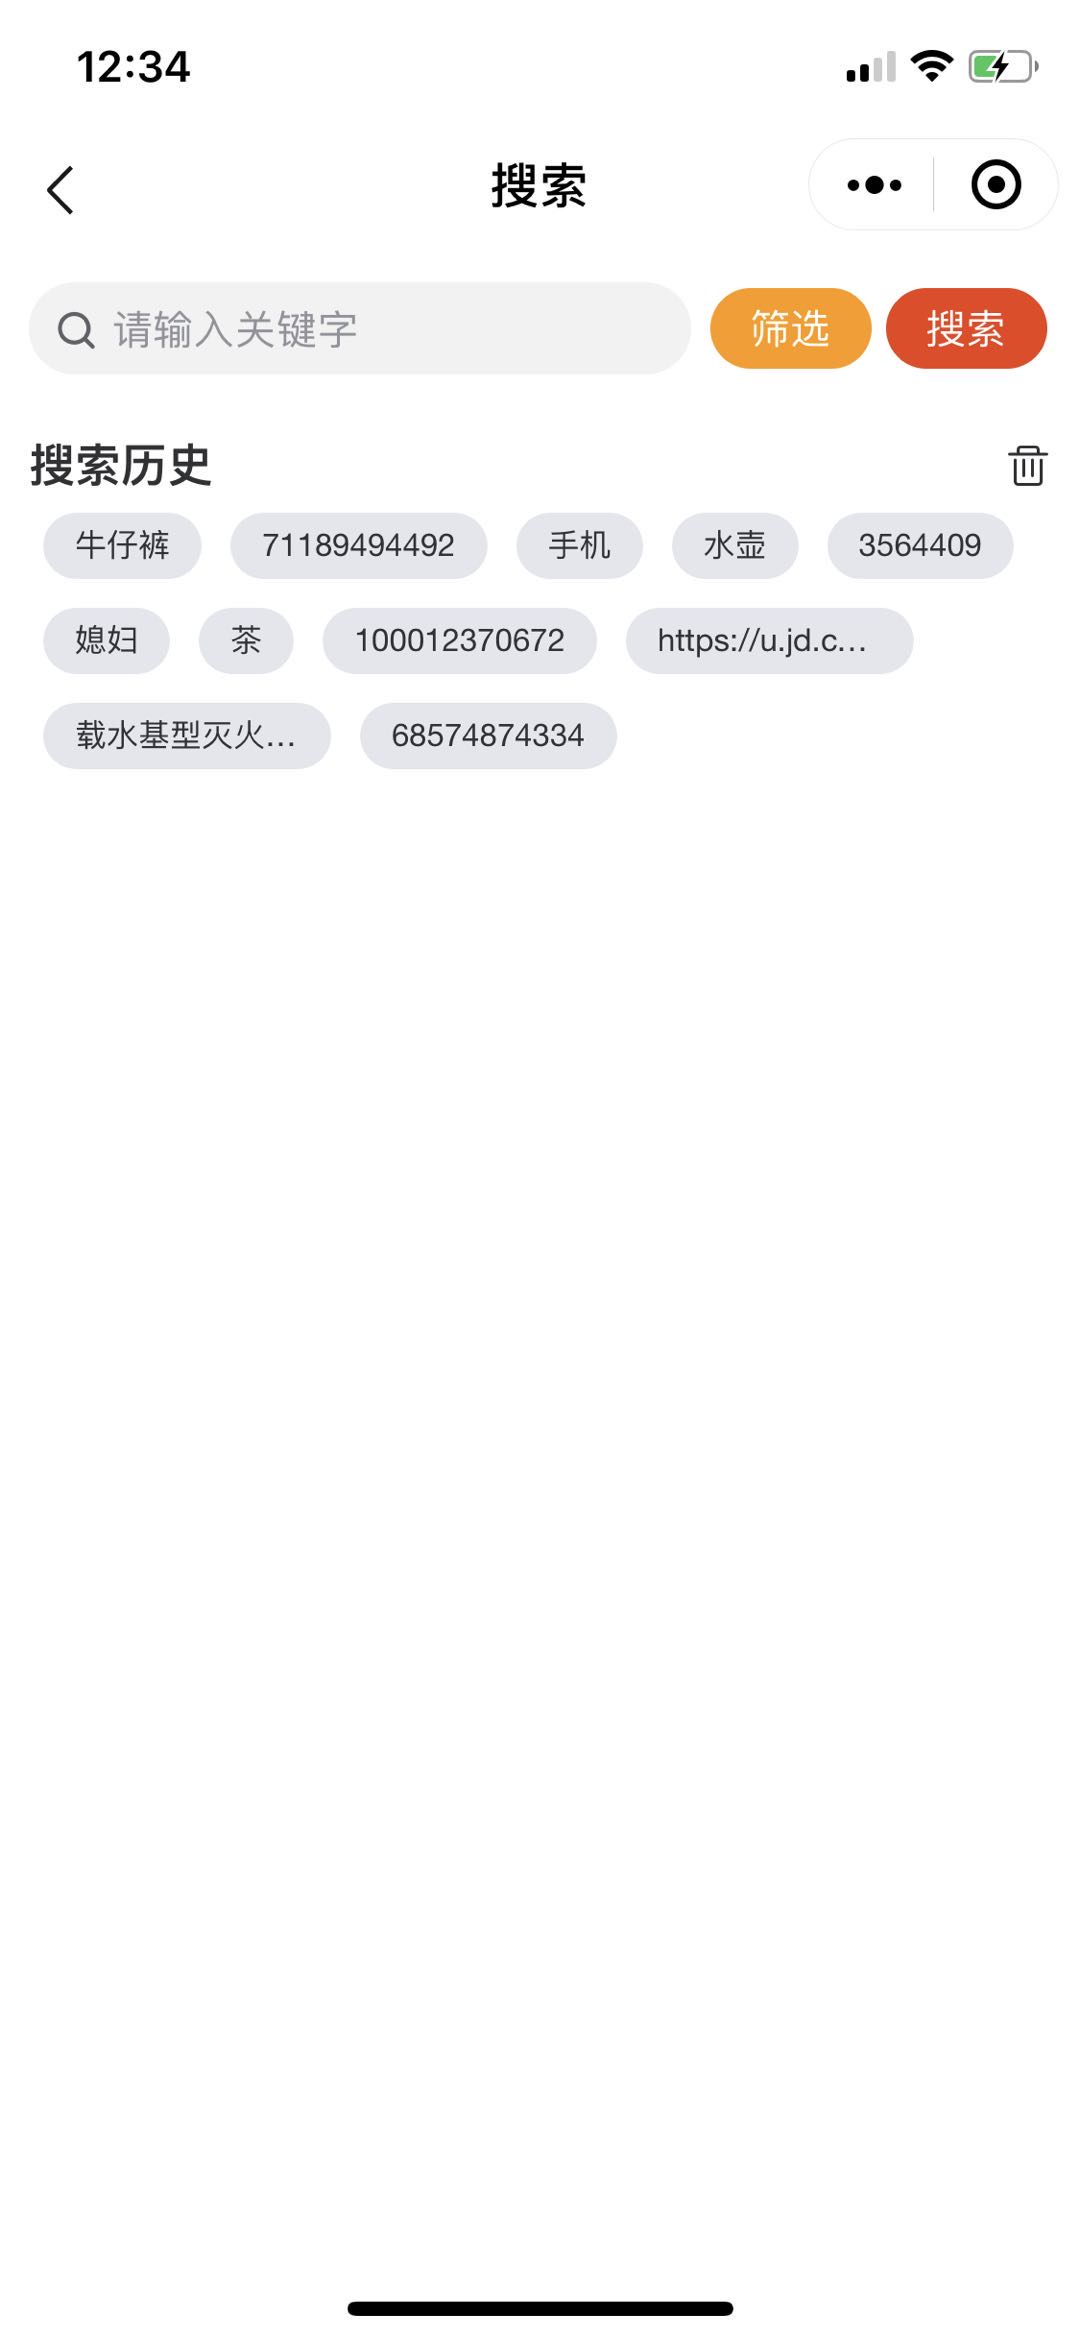 12:34
搜索
请输入关键字 筛选 搜索
搜索历史
牛仔裤 71189494492 手机 水壶 3564409
媳妇 茶 100012370672 https://u.jd.c...
载水基型灭火... 68574874334